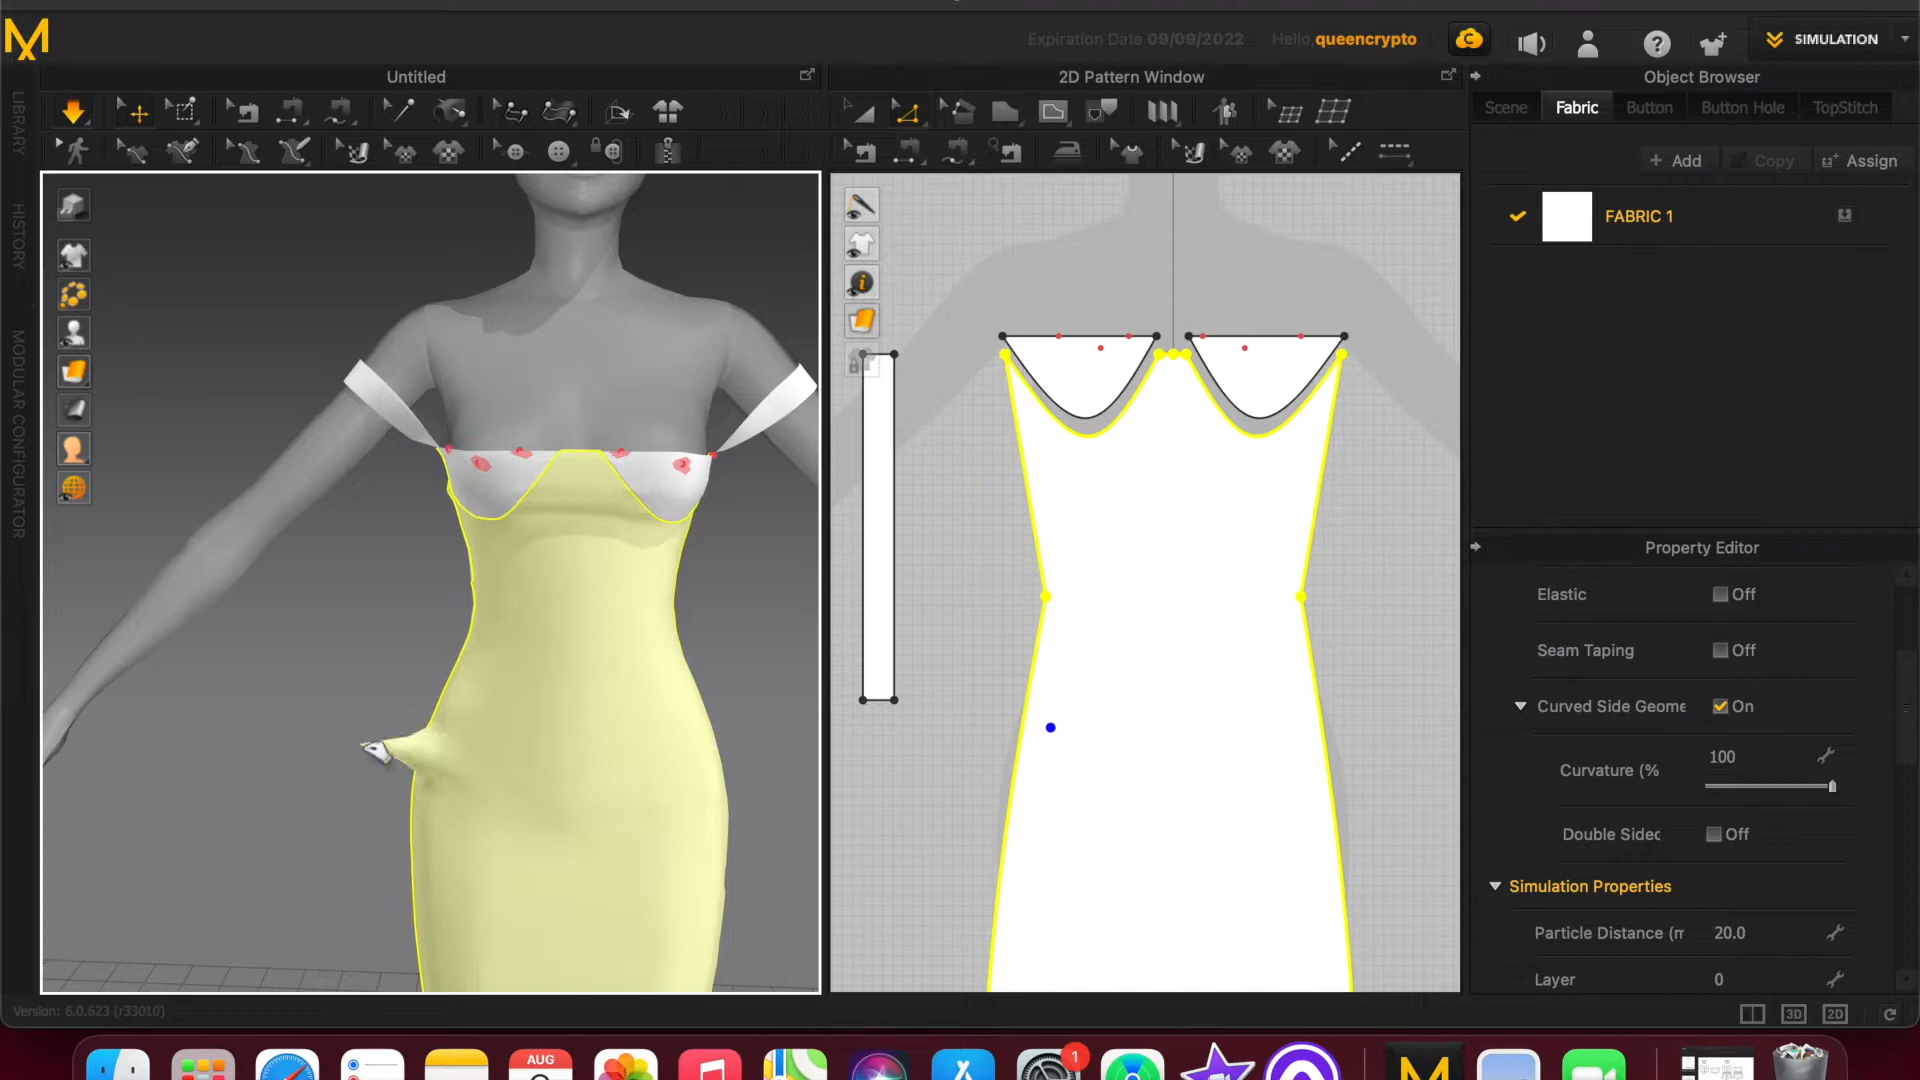 Expiration Date 09/09/2022 Hello, queencrypto
SIMULATION
Untitled
2D Pattern Window
Object Browser
Scene Fabric Button Button Hole TopStitch
+ Add Copy Assign
FABRIC 1
LIBRARY
HISTORY
MODULAR CONFIGURATOR
Property Editor
Elastic Off
Seam Taping Off
Curved Side Geome On
Curvature (% 100
Double Sided Off
Simulation Properties
Particle Distance (m 20.0
Layer 0
Version: 6.0.623 (r33010)
3D 2D
AUG
1